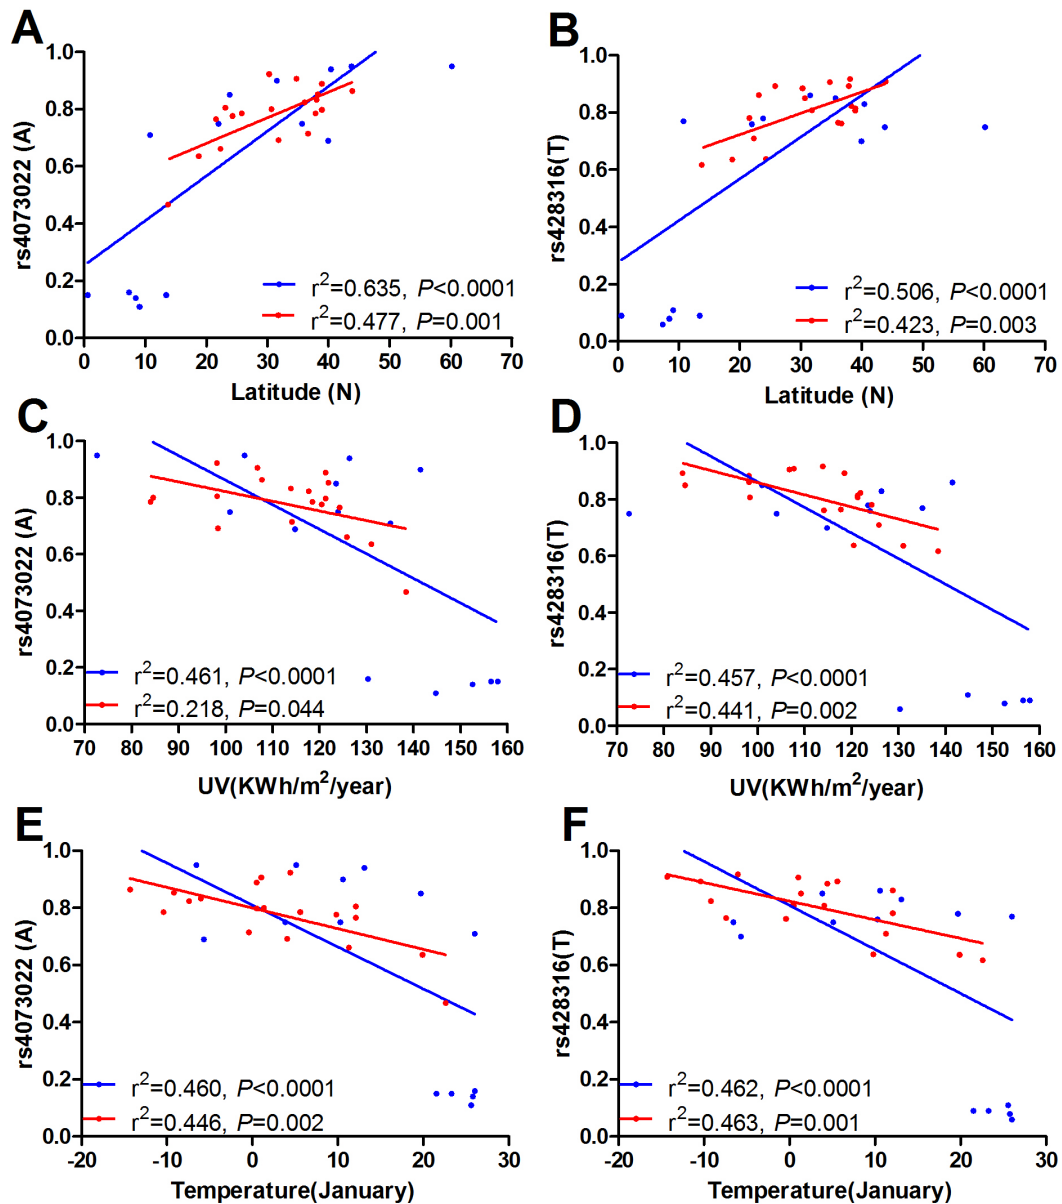 A
rs4073022 (A)
1.0
0.8
0.6
0.4
0.2
0.0
r²=0.635, P<0.0001
r²=0.477, P=0.001
0 10 20 30 40 50 60 70
Latitude (N)
B
rs428316(T)
1.0
0.8
0.6
0.4
0.2
0.0
r²=0.506, P<0.0001
r²=0.423, P=0.003
0 10 20 30 40 50 60 70
Latitude (N)
C
rs4073022 (A)
1.0
0.8
0.6
0.4
0.2
0.0
r²=0.461, P<0.0001
r²=0.218, P=0.044
70 80 90 100 110 120 130 140 150 160
UV(KWh/m²/year)
D
rs428316(T)
1.0
0.8
0.6
0.4
0.2
0.0
r²=0.457, P<0.0001
r²=0.441, P=0.002
70 80 90 100 110 120 130 140 150 160
UV(KWh/m²/year)
E
rs4073022 (A)
1.0
0.8
0.6
0.4
0.2
0.0
r²=0.460, P<0.0001
r²=0.446, P=0.002
-20 -10 0 10 20 30
Temperature(January)
F
rs428316(T)
1.0
0.8
0.6
0.4
0.2
0.0
r²=0.462, P<0.0001
r²=0.463, P=0.001
-20 -10 0 10 20 30
Temperature(January)